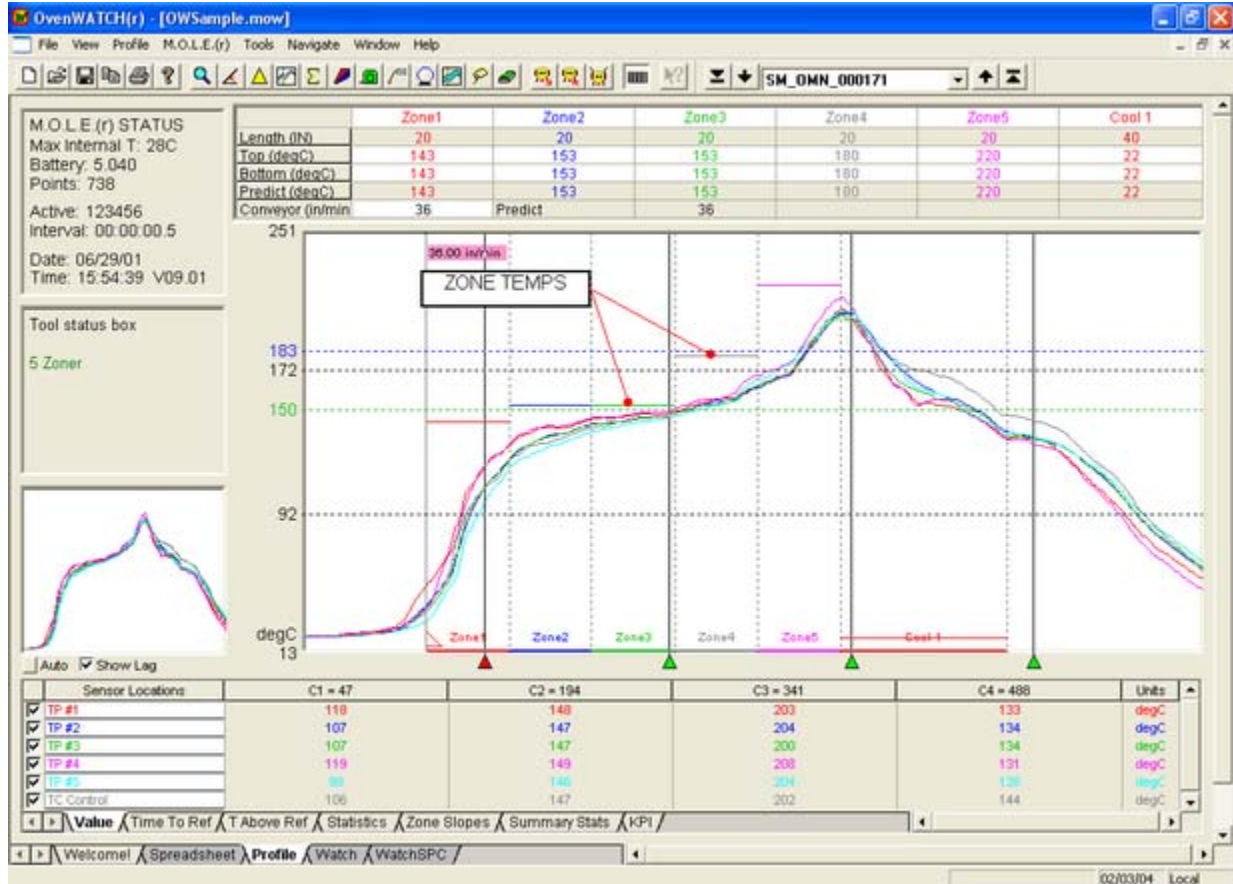 OvenWATCH(r) - [OWSample.mow]
File View Profile M.O.L.E.(r) Tools Navigate Window Help
SM_OMN_000171
M.O.L.E.(r) STATUS
Max Internal T: 28C
Battery: 5.040
Points: 738
Active: 123456
Interval: 00:00:00.5
Date: 06/29/01
Time: 15:54:39 V09.01
Tool status box
5 Zoner
Auto Show Lag
Zone1 Zone2 Zone3 Zone4 Zone5 Cool 1
Length (IN) 20 20 20 20 20 40
Top (degC) 143 153 153 180 220 22
Bottom (degC) 143 153 153 180 220 22
Predict (degC) 143 153 153 180 220 22
Conveyor (in/min 36 Predict 36
251
36.00 in/min
ZONE TEMPS
183
172
150
92
degC
13
Zone1 Zone2 Zone3 Zone4 Zone5 Cool 1
Sensor Locations C1 = 47 C2 = 194 C3 = 341 C4 = 488 Units
TP #1 118 148 203 133 degC
TP #2 107 147 204 134 degC
TP #3 107 147 200 134 degC
TP #4 119 149 208 131 degC
TP #5 204 degC
TC Control 106 147 202 144 degC
Value Time To Ref T Above Ref Statistics Zone Slopes Summary Stats KPI
Welcome! Spreadsheet Profile Watch WatchSPC
02/03/04 Local